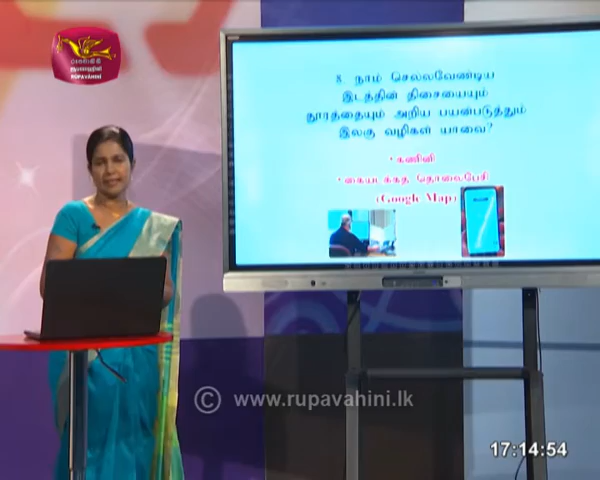 RUPAVAHINI
8. நாம் செல்லவேண்டிய
இடத்தின் திசையையும்
தூரத்தையும் அறிய பயன்படுத்தும்
இலகு வழிகள் யாவை?
• கணினி
• கையடக்கத் தொலைபேசி
(Google Map)
© www.rupavahini.lk
17:14:54